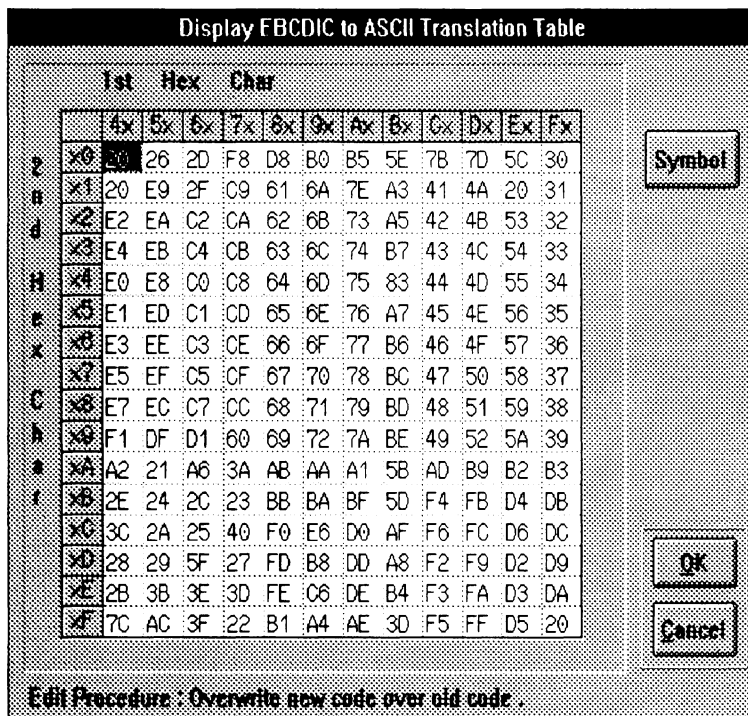 Display EBCDIC to ASCII Translation Table
1st Hex Char
4x 5x 6x 7x 8x 9x Ax Bx Cx Dx Ex Fx
x0 26 2D F8 D8 B0 B5 5E 7B 7D 5C 30
x1 20 E9 2F C9 61 6A 7E A3 41 4A 20 31
x2 E2 EA C2 CA 62 6B 73 A5 42 4B 53 32
x3 E4 EB C4 CB 63 6C 74 B7 43 4C 54 33
x4 E0 E8 C0 C8 64 6D 75 83 44 4D 55 34
x5 E1 ED C1 CD 65 6E 76 A7 45 4E 56 35
x6 E3 EE C3 CE 66 6F 77 B6 46 4F 57 36
x7 E5 EF C5 CF 67 70 78 BC 47 50 58 37
x8 E7 EC C7 CC 68 71 79 BD 48 51 59 38
x9 F1 DF D1 60 69 72 7A BE 49 52 5A 39
xA A2 21 A6 3A AB AA A1 5B AD B9 B2 B3
xB 2E 24 2C 23 BB BA BF 5D F4 FB D4 DB
xC 3C 2A 25 40 F0 E6 D0 AF F6 FC D6 DC
xD 28 29 5F 27 FD B8 DD A8 F2 F9 D2 D9
xE 2B 3B 3E 3D FE C6 DE B4 F3 FA D3 DA
xF 7C AC 3F 22 B1 A4 AE 3D F5 FF D5 20
2nd Hex Char
Symbol
OK
Cancel
Edit Procedure : Overwrite new code over old code .